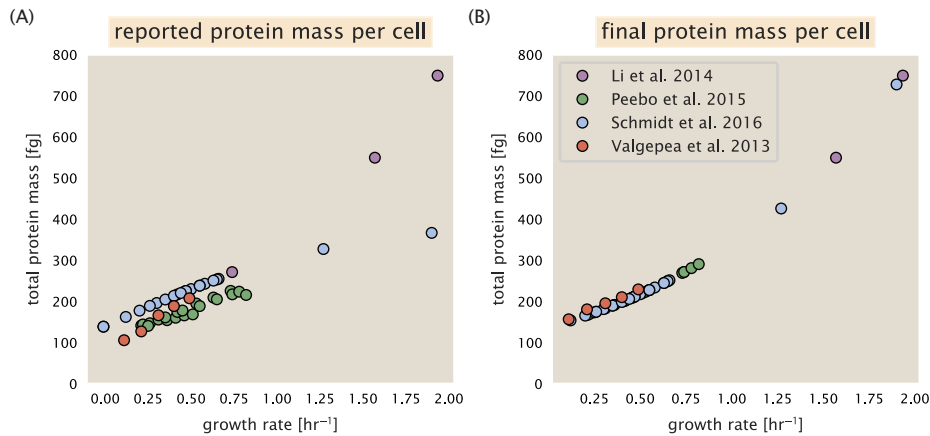 (A)
reported protein mass per cell
800
700
600
500
400
300
200
100
0
total protein mass [fg]
0.00 0.25 0.50 0.75 1.00 1.25 1.50 1.75 2.00
growth rate [hr⁻¹]
(B)
final protein mass per cell
Li et al. 2014
Peebo et al. 2015
Schmidt et al. 2016
Valgepea et al. 2013
800
700
600
500
400
300
200
100
0
total protein mass [fg]
0.25 0.50 0.75 1.00 1.25 1.50 1.75 2.00
growth rate [hr⁻¹]